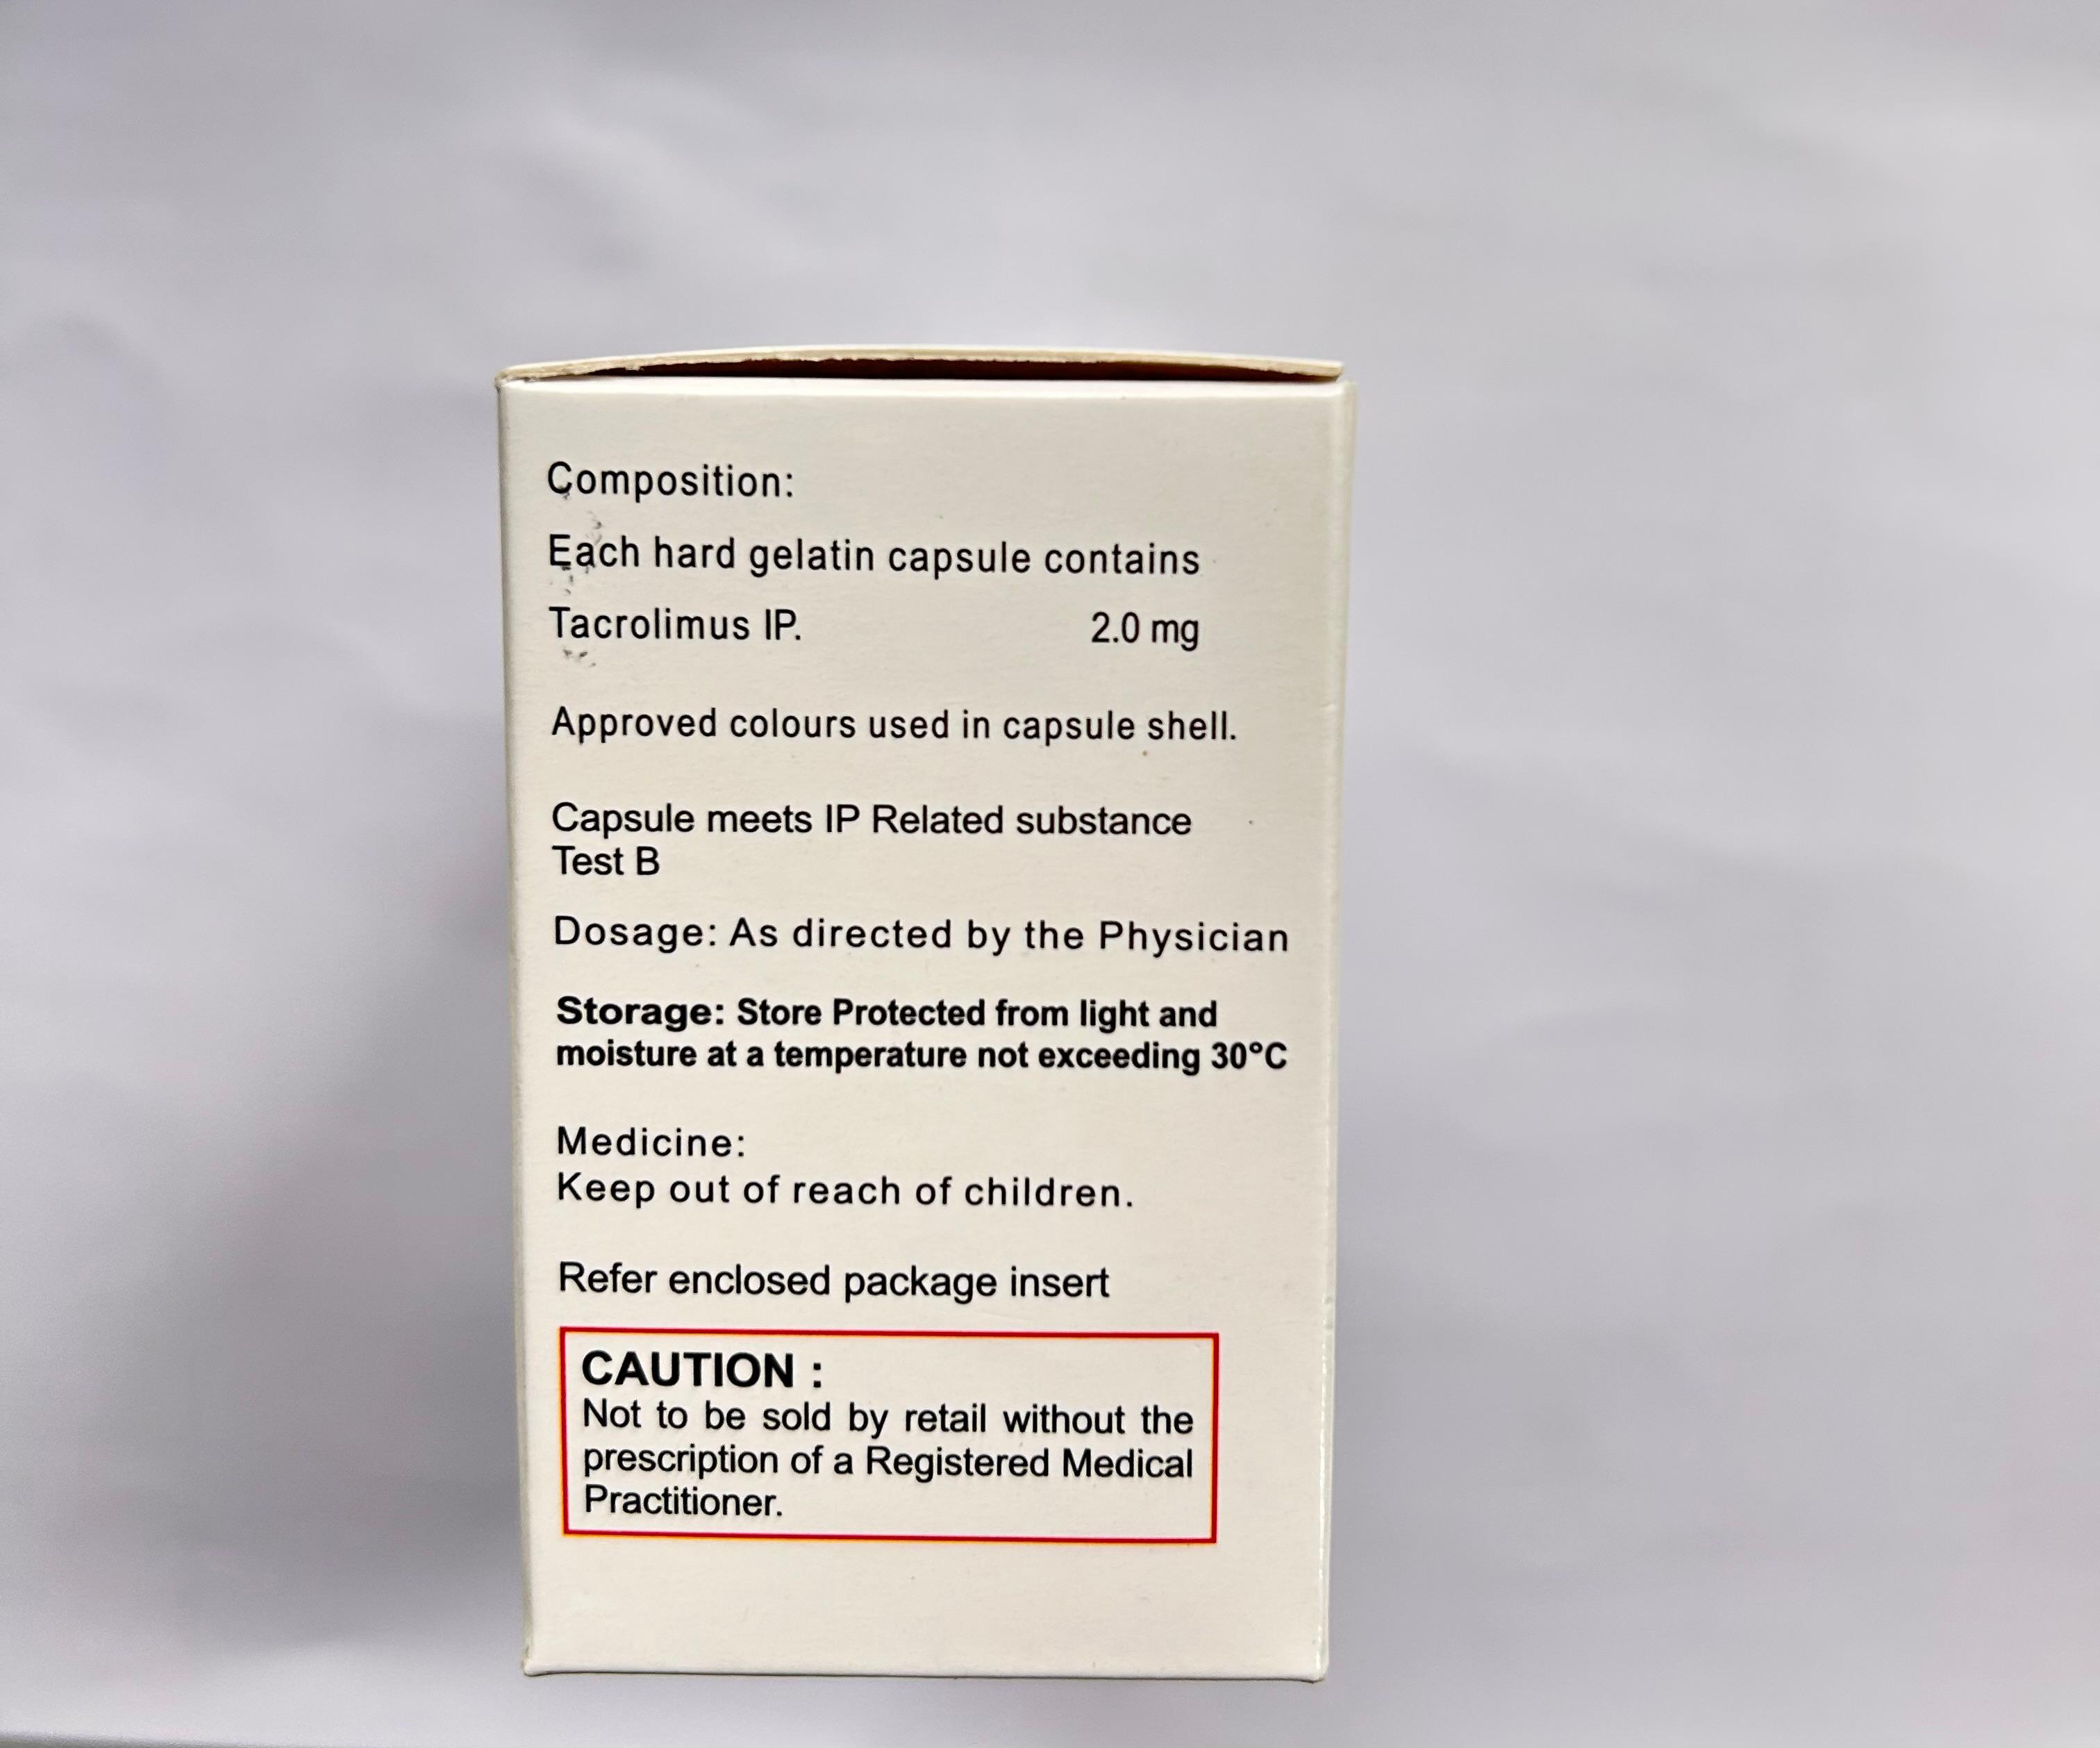 Composition:
Each hard gelatin capsule contains
Tacrolimus IP. 2.0 mg
Approved colours used in capsule shell.
Capsule meets IP Related substance
Test B
Dosage: As directed by the Physician
Storage: Store Protected from light and
moisture at a temperature not exceeding 30°C
Medicine:
Keep out of reach of children.
Refer enclosed package insert
CAUTION :
Not to be sold by retail without the
prescription of a Registered Medical
Practitioner.